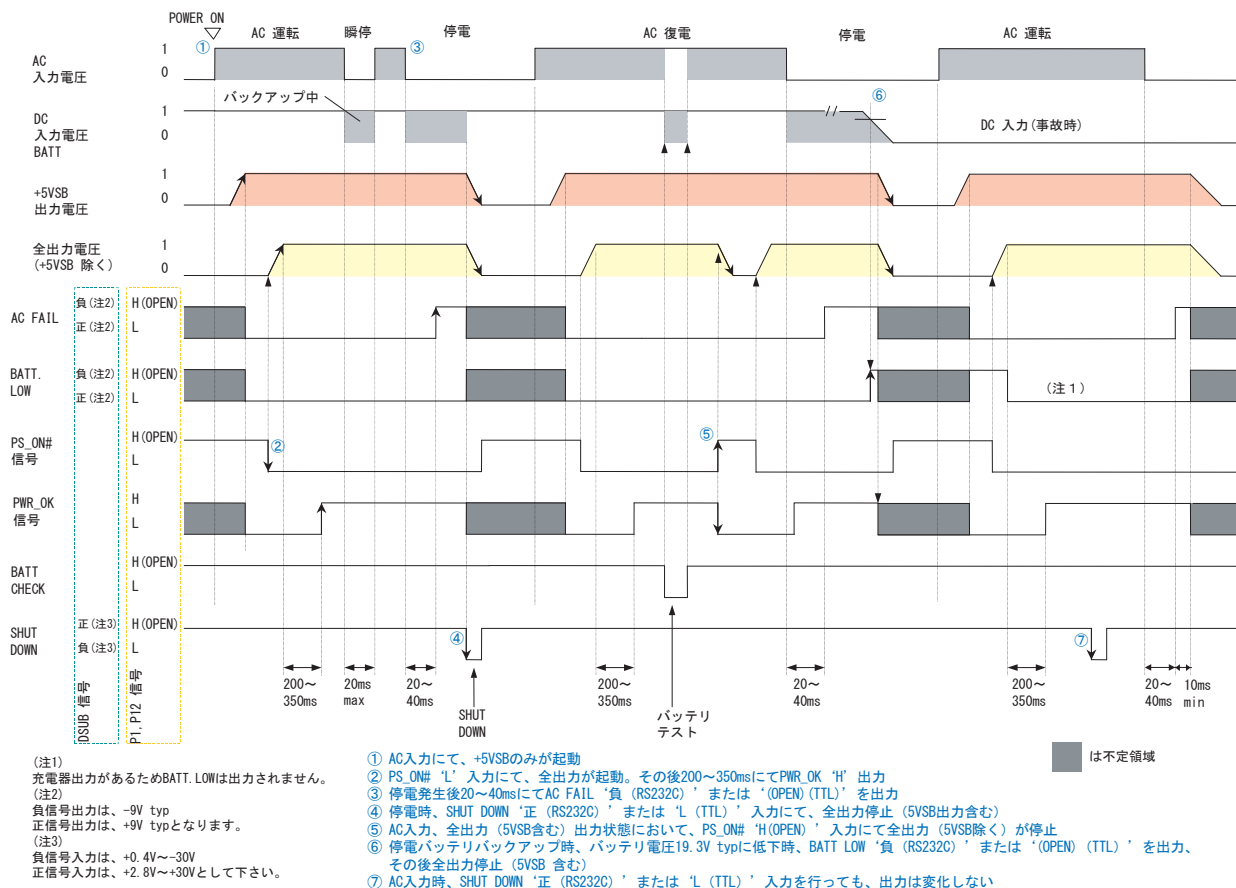 POWER ON
① AC 運転 瞬停 ③ 停電 AC 復電 停電 AC 運転
AC
入力電圧
1
0
バックアップ中
DC
入力電圧
BATT
1
0
⑥
DC 入力(事故時)
+5VSB
出力電圧
1
0
全出力電圧
(+5VSB 除く)
1
0
AC FAIL
負(注2) H(OPEN)
正(注2) L
BATT.
LOW
負(注2) H(OPEN)
正(注2) L
(注１)
PS_ON#
信号
H(OPEN)
L
②
⑤
PWR_OK
信号
H
L
BATT
CHECK
H(OPEN)
L
SHUT
DOWN
正(注3) H(OPEN)
負(注3) L
④
⑦
DSUB 信号
P1,P12 信号
200～
350ms
20ms
max
20～
40ms
SHUT
DOWN
200～
350ms
バッテリ
テスト
20～
40ms
200～
350ms
20～
40ms
10ms
min
は不定領域
(注1)
充電器出力があるためBATT.LOWは出力されません。
(注2)
負信号出力は、-9V typ
正信号出力は、+9V typとなります。
(注3)
負信号入力は、+0.4V～-30V
正信号入力は、+2.8V～+30Vとして下さい。
① AC入力にて、+5VSBのみが起動
② PS_ON# ‘L’ 入力にて、全出力が起動。その後200～350msにてPWR_OK ‘H’ 出力
③ 停電発生後20～40msにてAC FAIL ‘負（RS232C）’ または ‘(OPEN)(TTL)’ を出力
④ 停電時、SHUT DOWN ‘正（RS232C）’ または ‘L（TTL）’ 入力にて、全出力停止（5VSB出力含む）
⑤ AC入力、全出力（5VSB含む）出力状態において、PS_ON# ‘H(OPEN)’ 入力にて全出力（5VSB除く）が停止
⑥ 停電バッテリバックアップ時、バッテリ電圧19.3V typに低下時、BATT LOW ‘負（RS232C）’ または ‘(OPEN)（TTL）’ を出力、
その後全出力停止（5VSB 含む）
⑦ AC入力時、SHUT DOWN ‘正（RS232C）’ または ‘L（TTL）’ 入力を行っても、出力は変化しない